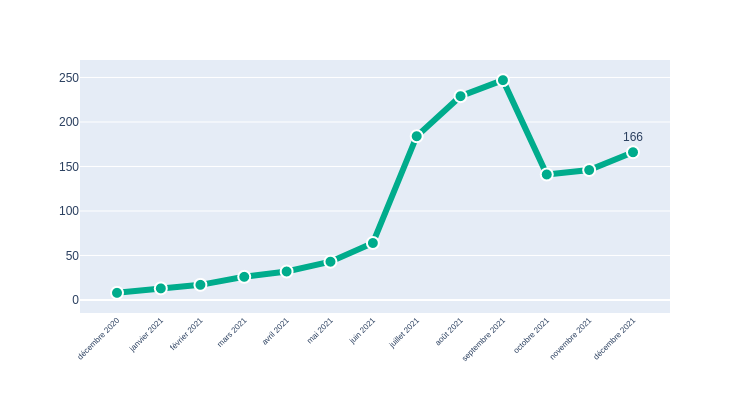 250
200
150
100
50
0
166
décembre 2020
janvier 2021
février 2021
mars 2021
avril 2021
mai 2021
juin 2021
juillet 2021
août 2021
septembre 2021
octobre 2021
novembre 2021
décembre 2021